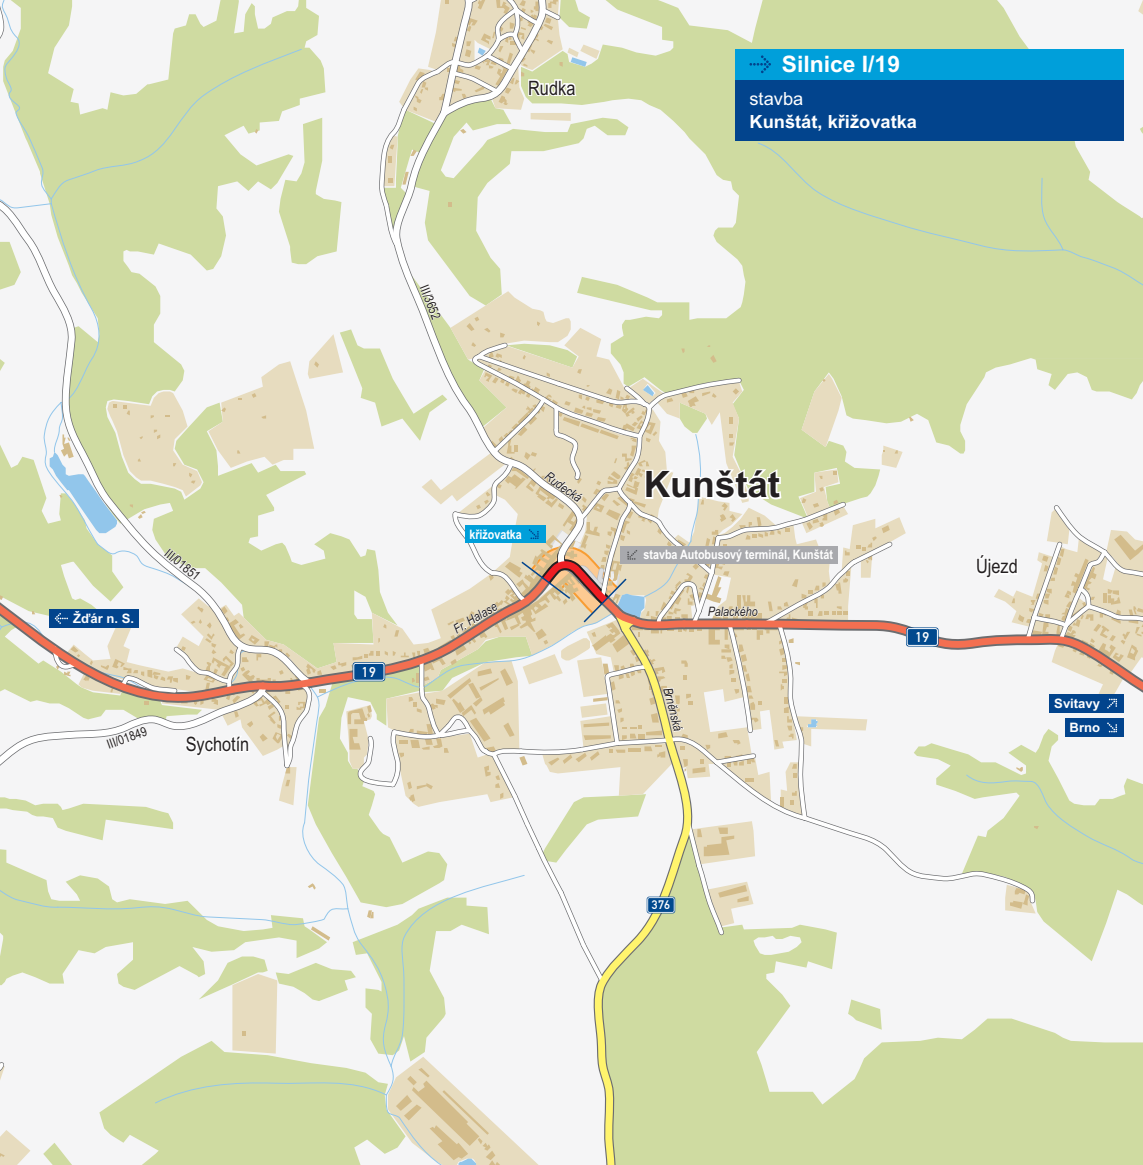 Silnice I/19
stavba
Kunštát, křižovatka
Rudka
III/3652
Kunštát
Rudecká
křižovatka
stavba Autobusový terminál, Kunštát
III/01851
Újezd
Žďár n. S.
Fr. Halase
Palackého
19
19
Brněnská
Svitavy
Brno
III/01849
Sychotín
376